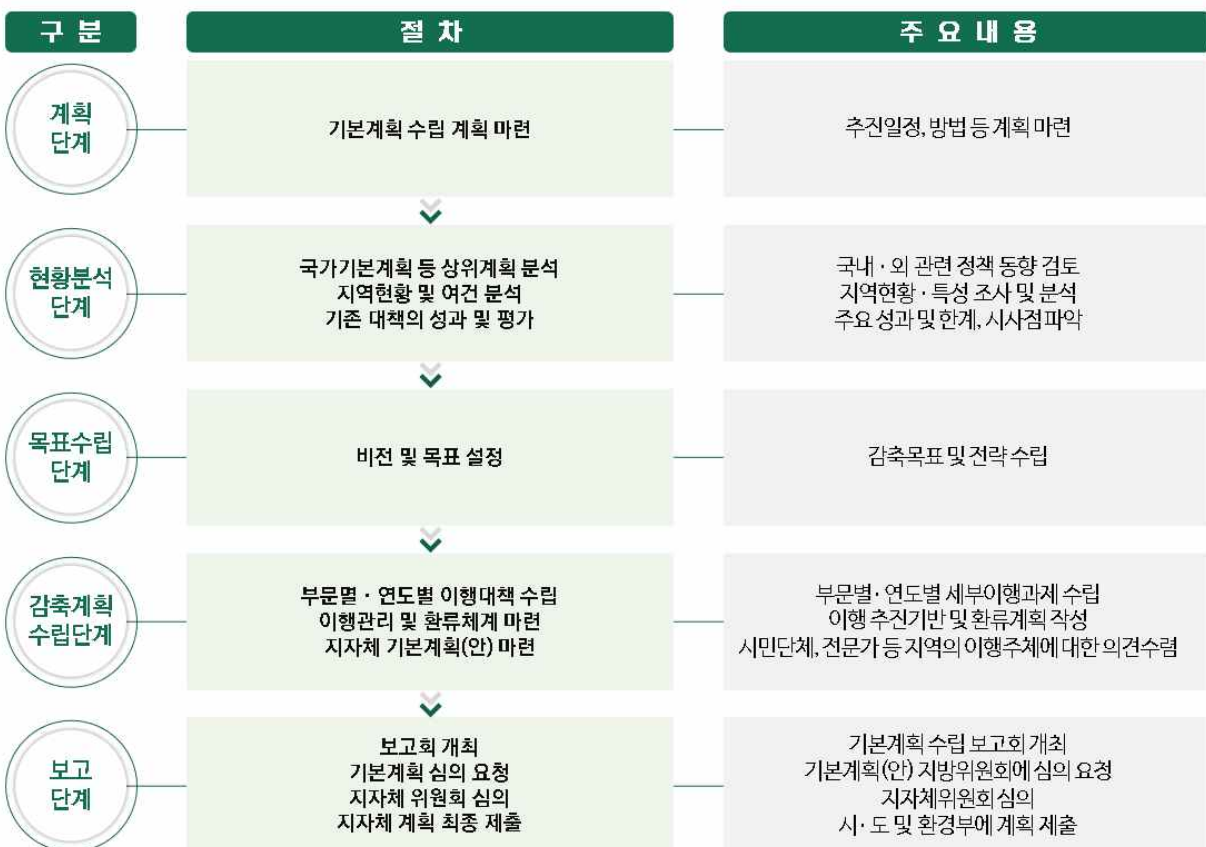 구 분
절 차
주 요 내 용
계획
단계
기본계획 수립 계획 마련
추진일정, 방법 등 계획 마련
현황분석
단계
국가기본계획 등 상위계획 분석
지역현황 및 여건 분석
기존 대책의 성과 및 평가
국내·외 관련 정책 동향 검토
지역현황·특성 조사 및 분석
주요 성과 및 한계, 시사점 파악
목표수립
단계
비전 및 목표 설정
감축목표 및 전략 수립
감축계획
수립단계
부문멸·연도별 이행대책 수립
이행관리 및 환류체계 마련
지자체 기본계획(안) 마련
부문별·연도별 세부이행과제 수립
이행 추진기반 및 환류계획 작성
시민단체, 전문가 등 지역의 이행주체에 대한 의견수렴
보고
단계
보고회 개최
기본계획 심의 요청
지자체 위원회 심의
지자체 계획 최종 제출
기본계획 수립 보고회 개최
기본계획(안) 지방위원회에 심의 요청
지자체위원회 심의
시·도 및 환경부에 계획 제출